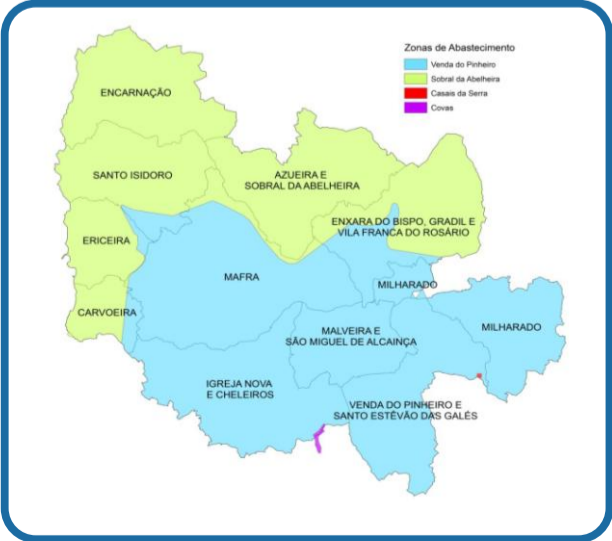 Zonas de Abastecimento
Venda do Pinheiro
Sobral da Abelheira
Casais da Serra
Covas
ENCARNAÇÃO
SANTO ISIDORO
AZUEIRA E
SOBRAL DA ABELHEIRA
ENXARA DO BISPO, GRADIL E
VILA FRANCA DO ROSÁRIO
ERICEIRA
MAFRA
MILHARADO
CARVOEIRA
MALVEIRA E
SÃO MIGUEL DE ALCAINÇA
MILHARADO
IGREJA NOVA
E CHELEIROS
VENDA DO PINHEIRO E
SANTO ESTÊVÃO DAS GALÉS